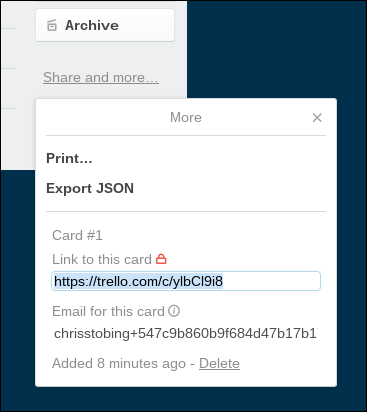 Archive
Share and more…
More
Print…
Export JSON
Card #1
Link to this card
https://trello.com/c/ylbCl9i8
Email for this card
chrisstobing+547c9b860b9f684d47b17b1
Added 8 minutes ago - Delete